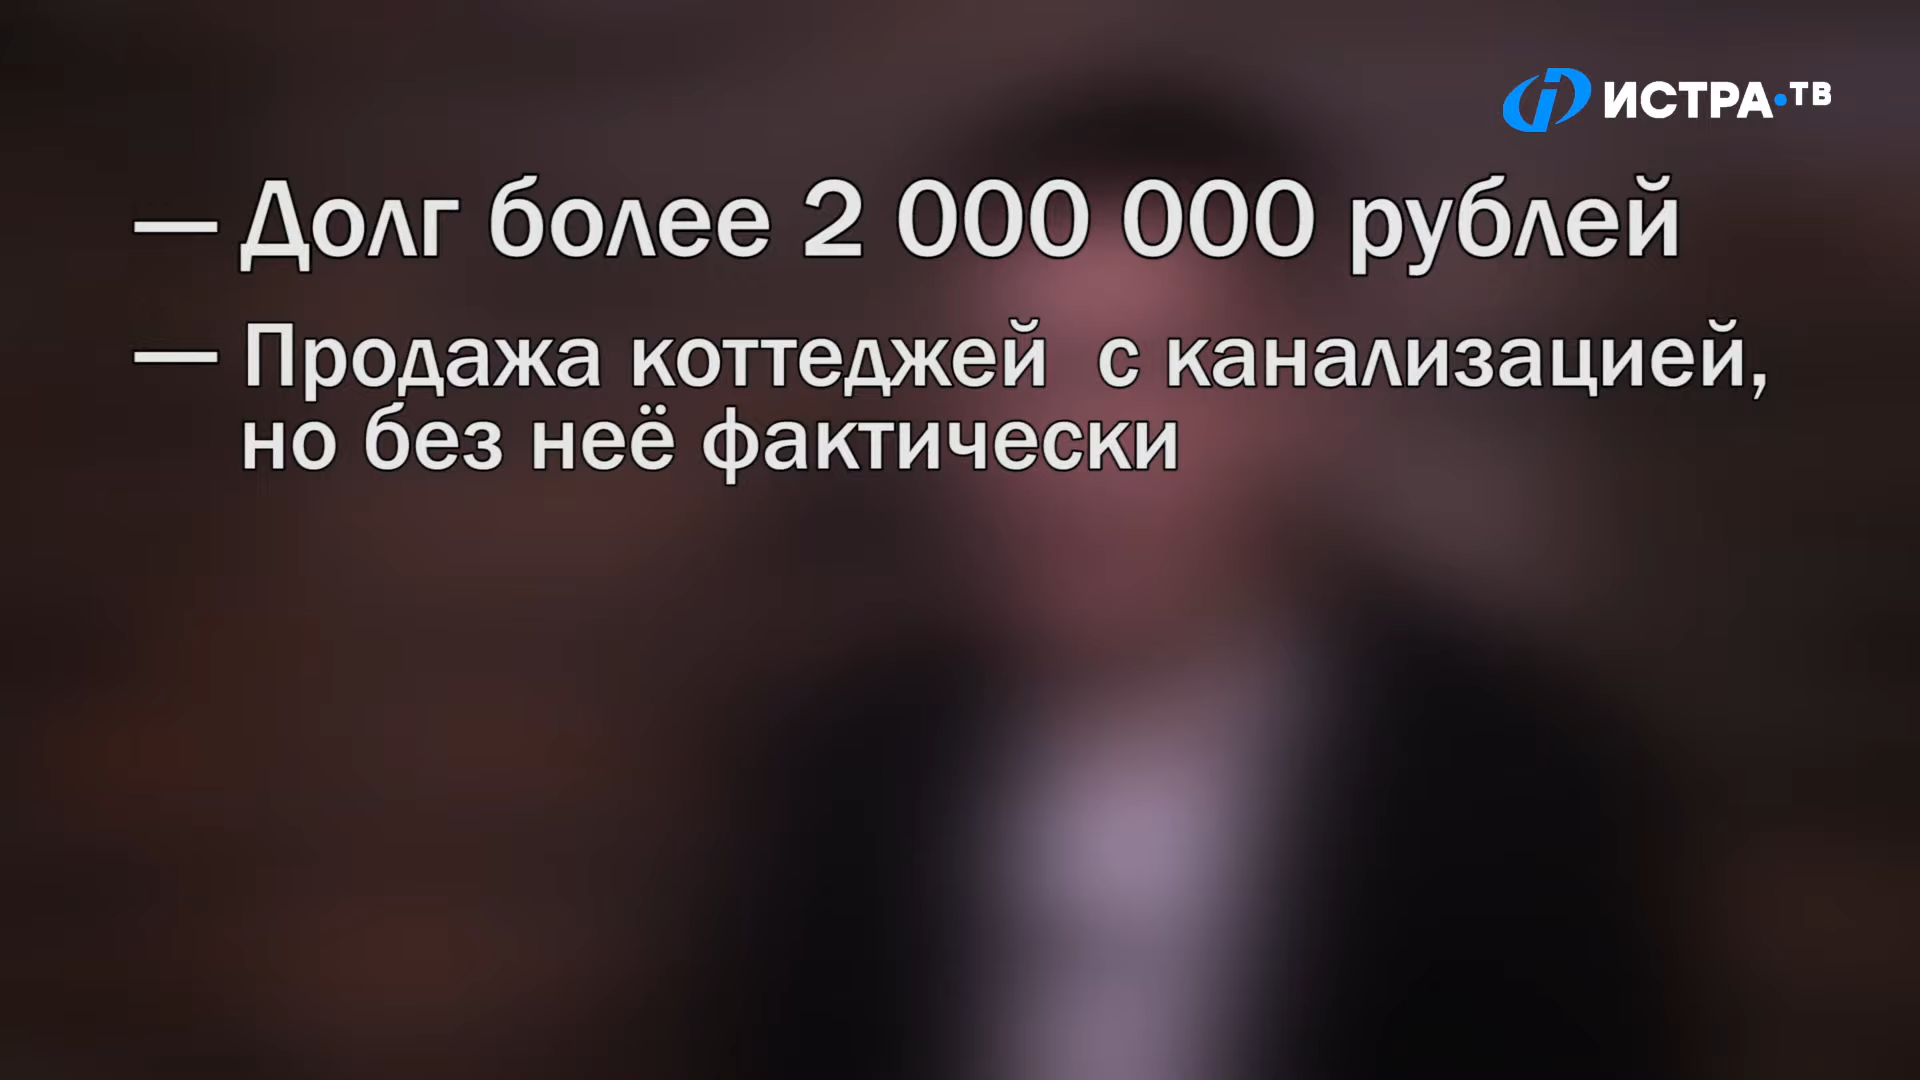 ИСТРА•ТВ
— Долг более 2 000 000 рублей
— Продажа коттеджей с канализацией,
но без неё фактически